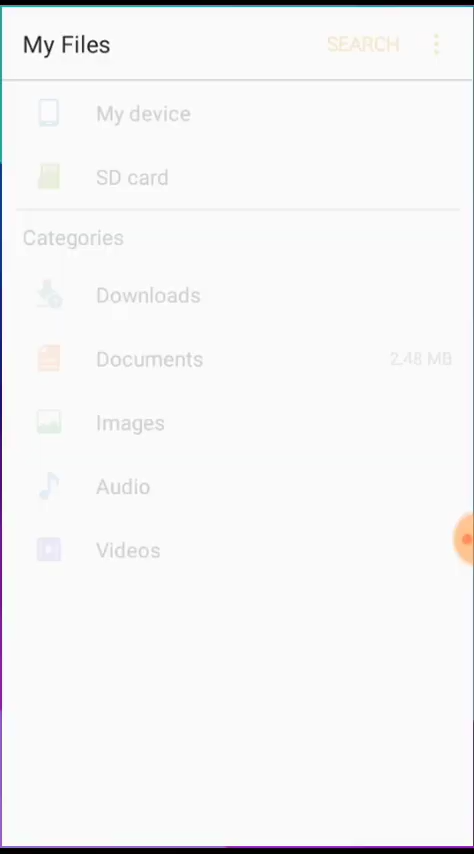 My Files
SEARCH
My device
SD card
Categories
Downloads
Documents
2.48 MB
Images
Audio
Videos